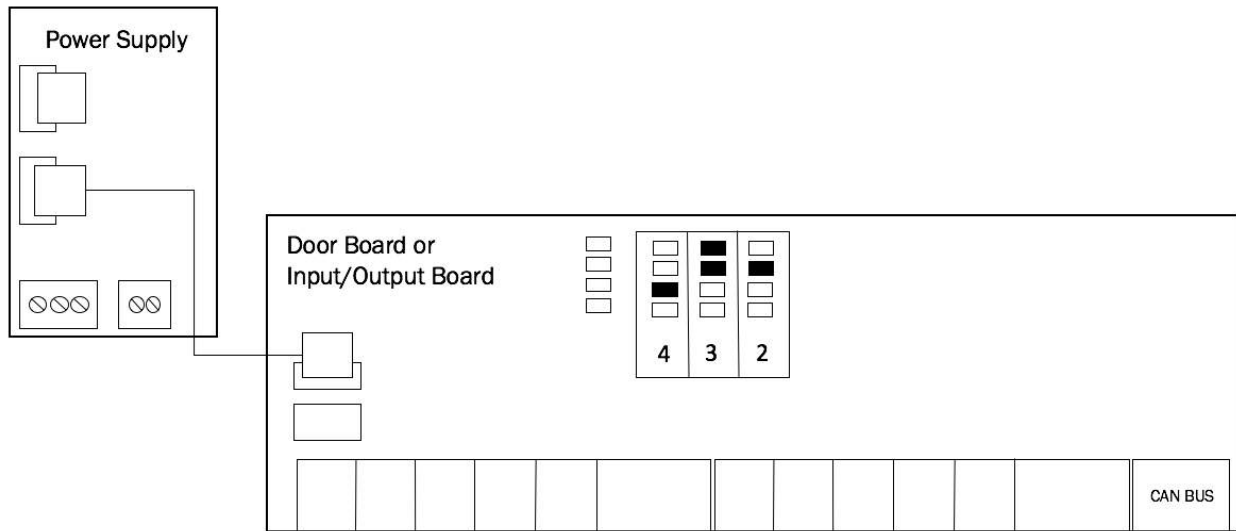 Power Supply
Door Board or
Input/Output Board
4 3 2
CAN BUS